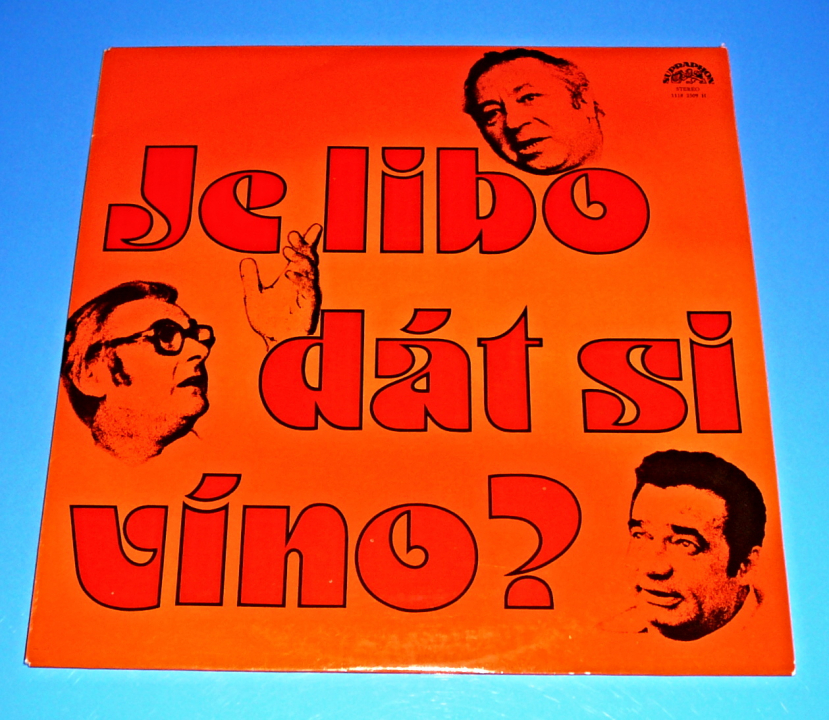 SUPRAPHON
STEREO
Je libo
dát si
víno?